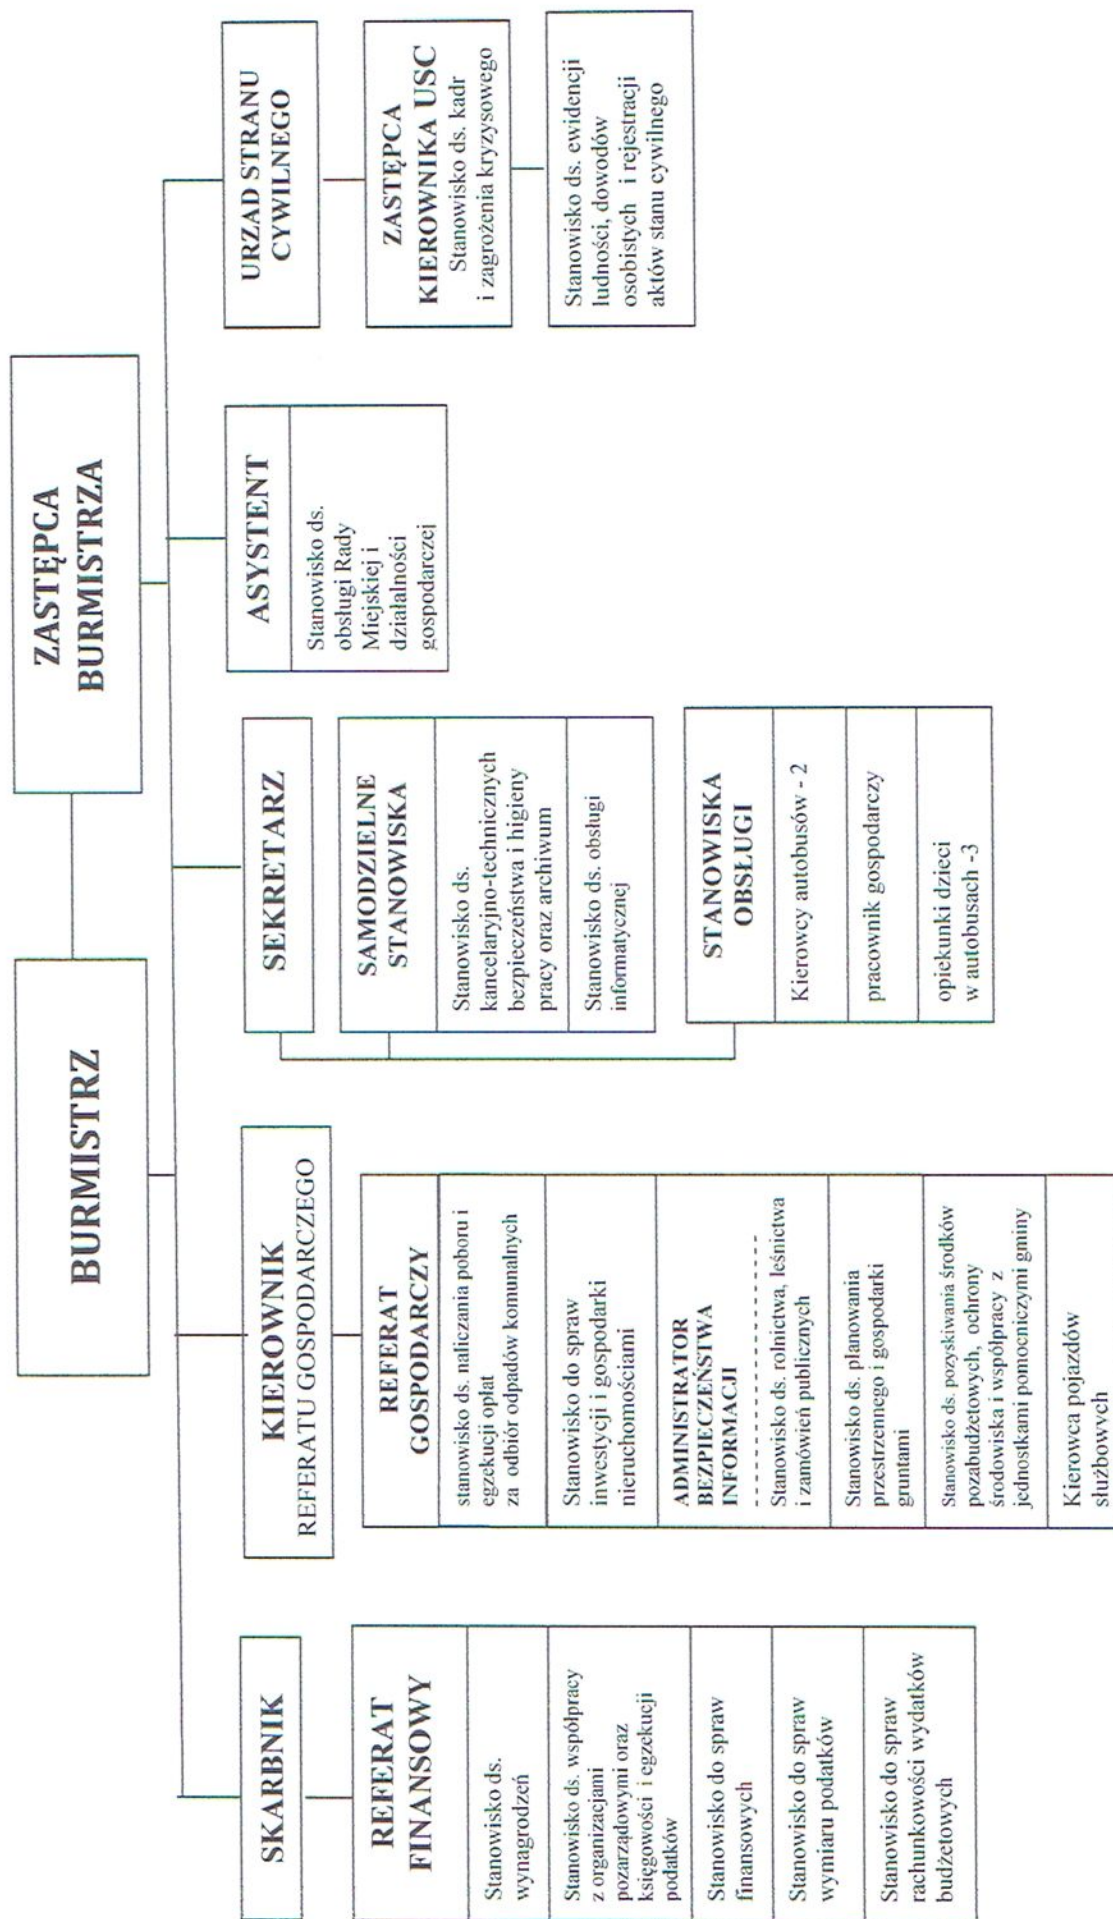 BURMISTRZ
ZASTĘPCA
BURMISTRZA
SKARBNIK
REFERAT
FINANSOWY
Stanowisko ds.
wynagrodzeń
Stanowisko ds. współpracy
z organizacjami
pozarządowymi oraz
księgowości i egzekucji
podatków
Stanowisko do spraw
finansowych
Stanowisko do spraw
wymiaru podatków
Stanowisko do spraw
rachunkowości wydatków
budżetowych
KIEROWNIK
REFERATU GOSPODARCZEGO
REFERAT
GOSPODARCZY
stanowisko ds. naliczania poboru i
egzekucji opłat
za odbiór odpadów komunalnych
Stanowisko do spraw
inwestycji i gospodarki
nieruchomościami
ADMINISTRATOR
BEZPIECZEŃSTWA
INFORMACJI
Stanowisko ds. rolnictwa, leśnictwa
i zamówień publicznych
Stanowisko ds. planowania
przestrzennego i gospodarki
gruntami
Stanowisko ds. pozyskiwania środków
pozabudżetowych, ochrony
środowiska i współpracy z
jednostkami pomocniczymi gminy
Kierowca pojazdów
służbowych
SEKRETARZ
SAMODZIELNE
STANOWISKA
Stanowisko ds.
kancelaryjno-technicznych
bezpieczeństwa i higieny
pracy oraz archiwum
Stanowisko ds. obsługi
informatycznej
STANOWISKA
OBSŁUGI
Kierowcy autobusów - 2
pracownik gospodarczy
opiekunki dzieci
w autobusach -3
ASYSTENT
Stanowisko ds.
obsługi Rady
Miejskiej i
działalności
gospodarczej
URZAD STRANU
CYWILNEGO
ZASTĘPCA
KIEROWNIKA USC
Stanowisko ds. kadr
i zagrożenia kryzysowego
Stanowisko ds. ewidencji
ludności, dowodów
osobistych i rejestracji
aktów stanu cywilnego